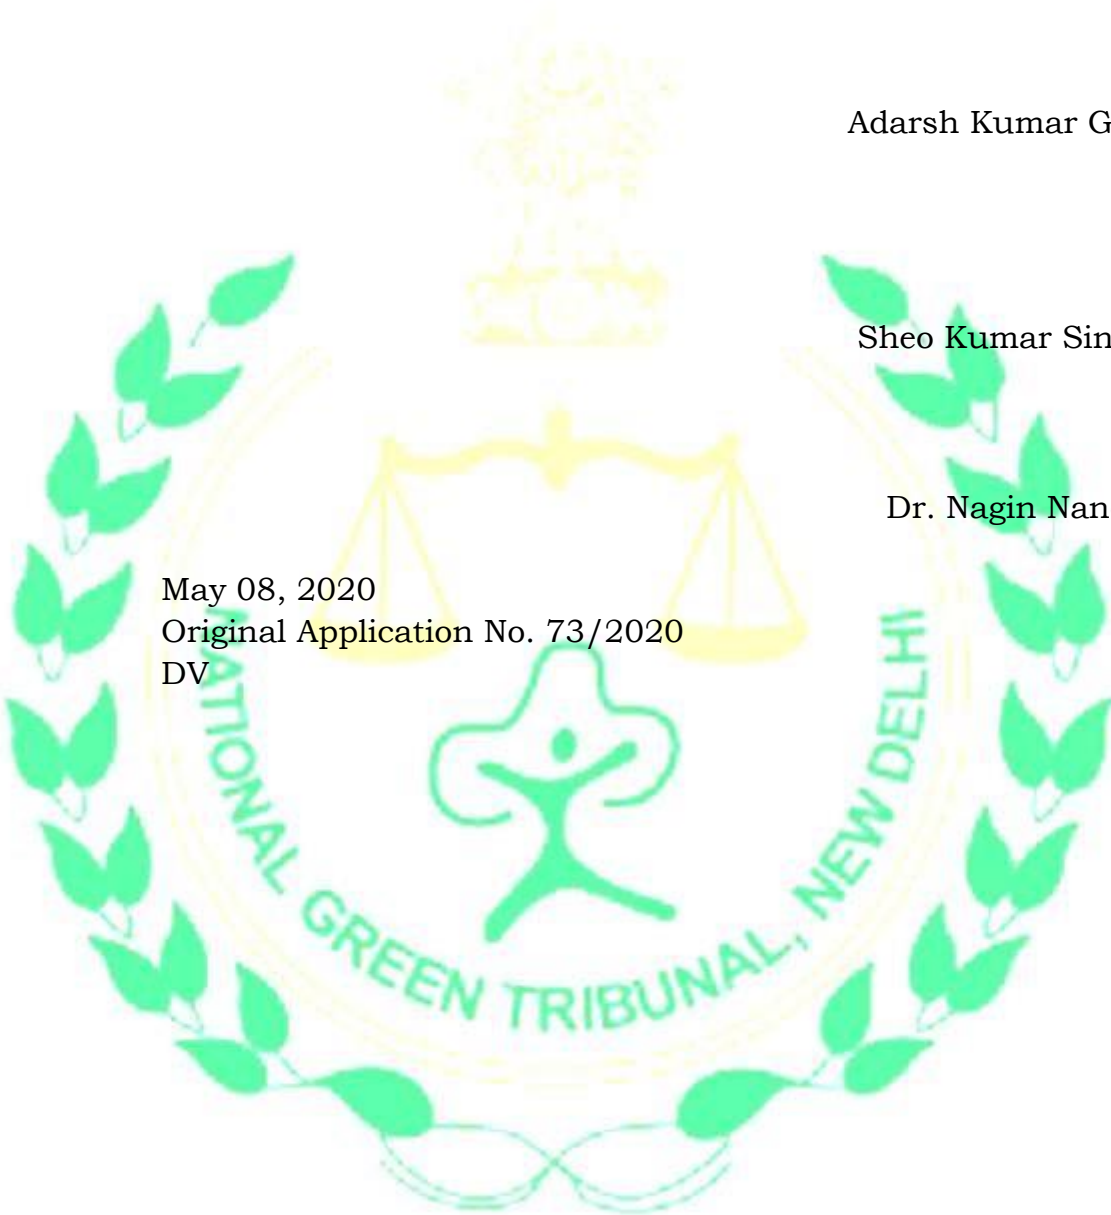 Adarsh Kumar G
Sheo Kumar Sin
Dr. Nagin Nan
May 08, 2020
Original Application No. 73/2020
DV
NATIONAL GREEN TRIBUNAL, NEW DELHI